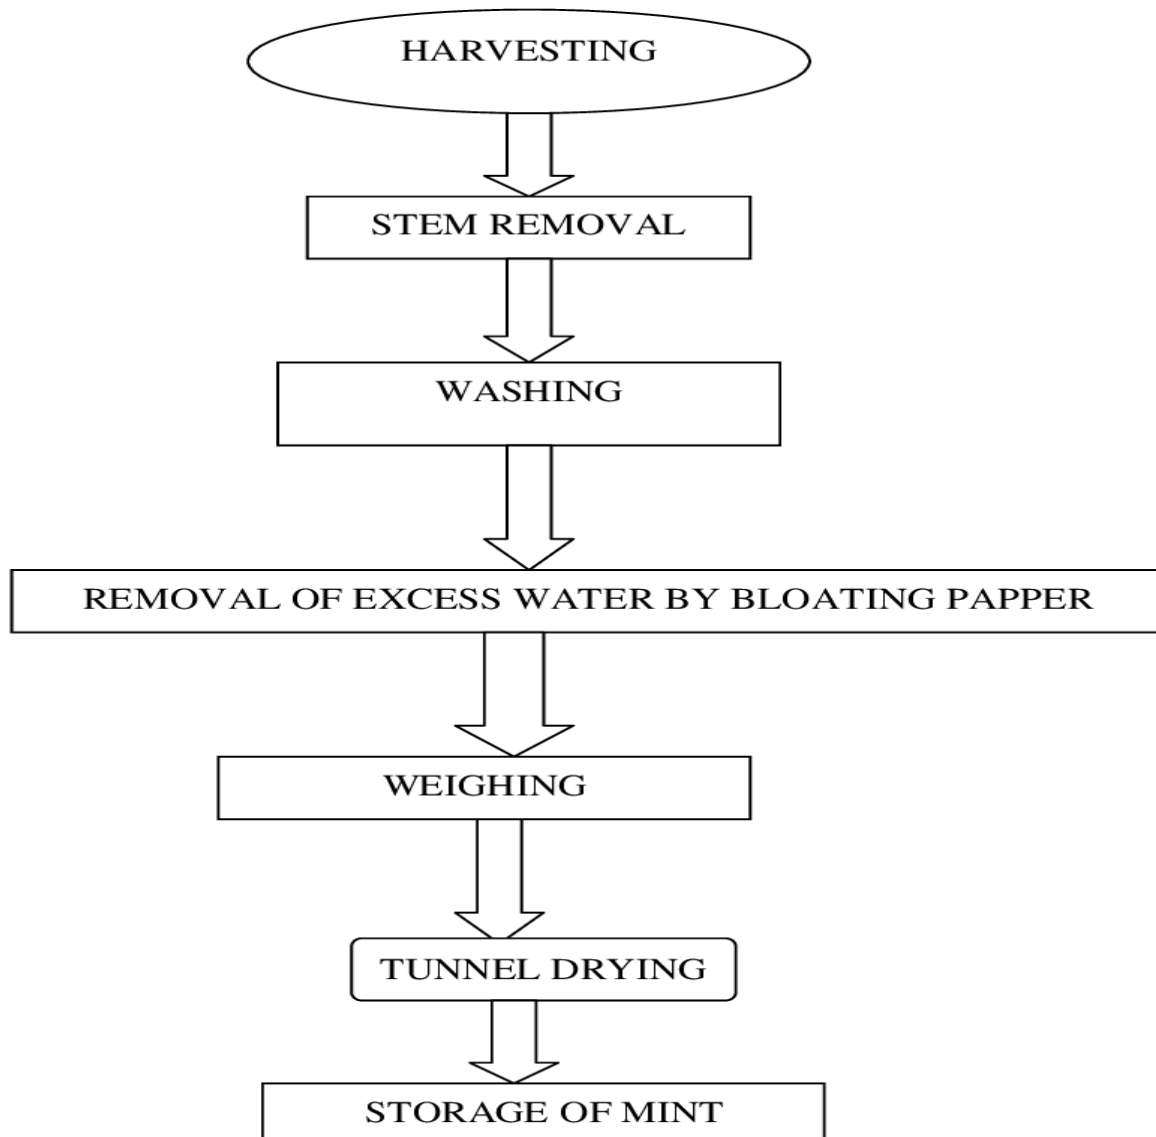 HARVESTING
STEM REMOVAL
WASHING
REMOVAL OF EXCESS WATER BY BLOATING PAPPER
WEIGHING
TUNNEL DRYING
STORAGE OF MINT